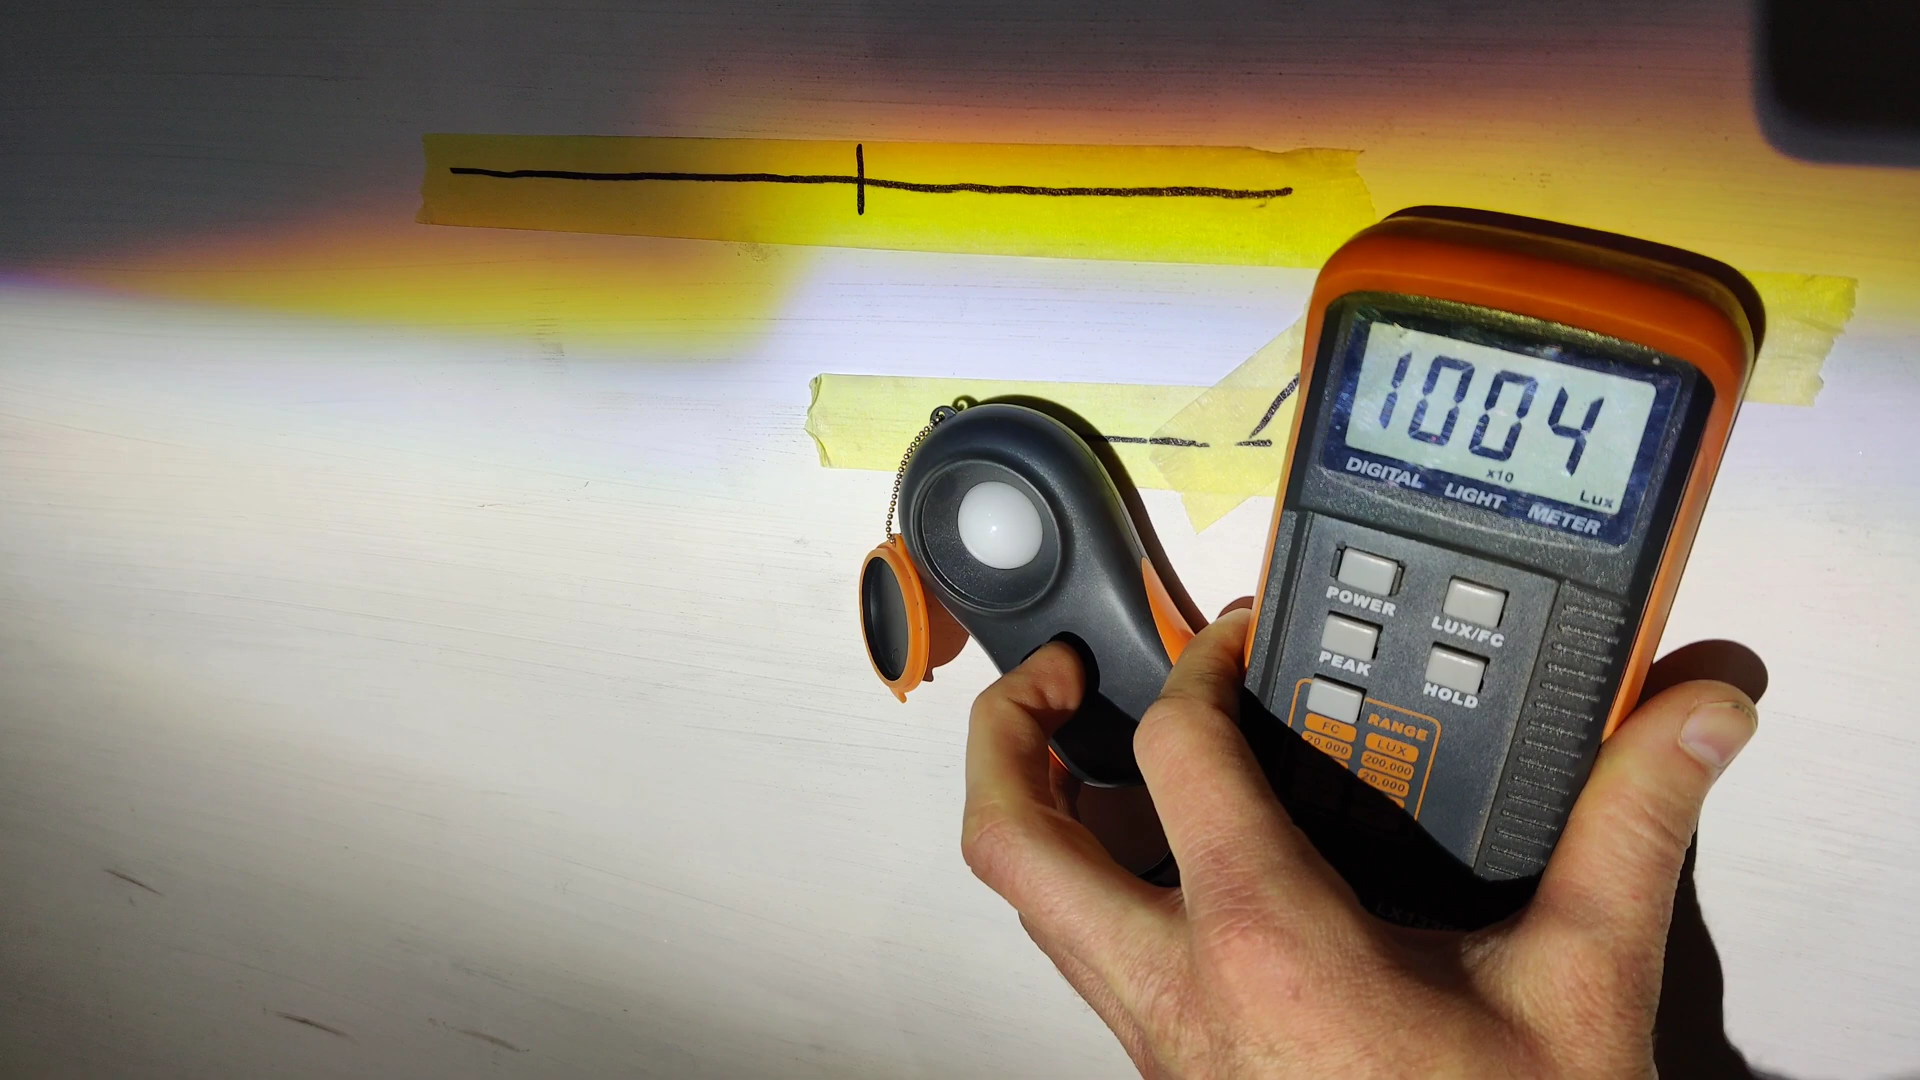 1004
x10
Lux
DIGITAL LIGHT METER
POWER
LUX/FC
PEAK
HOLD
RANGE
FC
LUX
20,000
200,000
20,000